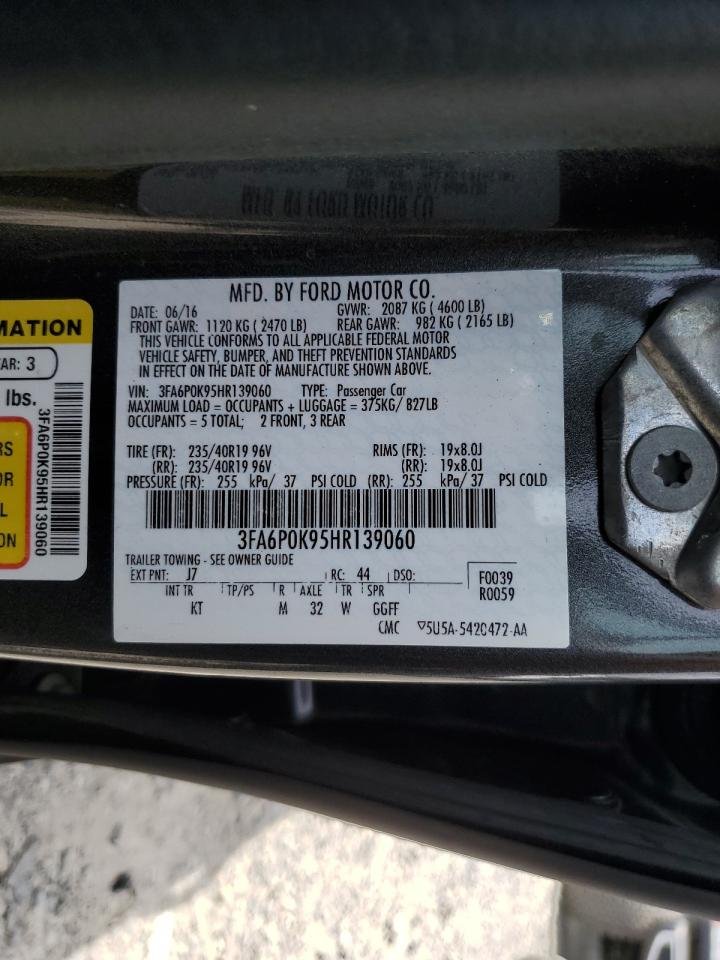 MFD. BY FORD MOTOR CO.
DATE: 06/16 GVWR: 2087 KG ( 4600 LB)
FRONT GAWR: 1120 KG ( 2470 LB) REAR GAWR: 982 KG ( 2165 LB)
THIS VEHICLE CONFORMS TO ALL APPLICABLE FEDERAL MOTOR
VEHICLE SAFETY, BUMPER, AND THEFT PREVENTION STANDARDS
IN EFFECT ON THE DATE OF MANUFACTURE SHOWN ABOVE.
VIN: 3FA6P0K95HR139060 TYPE: Passenger Car
MAXIMUM LOAD = OCCUPANTS + LUGGAGE = 375KG/ 827LB
OCCUPANTS = 5 TOTAL; 2 FRONT, 3 REAR
TIRE (FR): 235/40R19 96V RIMS (FR): 19x8.0J
(RR): 235/40R19 96V (RR): 19x8.0J
PRESSURE (FR): 255 kPa/ 37 PSI COLD (RR): 255 kPa/ 37 PSI COLD
3FA6P0K95HR139060
TRAILER TOWING - SEE OWNER GUIDE
EXT PNT: J7 RC: 44 DSO: F0039
R0059
INT TR TP/PS R AXLE TR SPR
KT M 32 W GGFF
CMC ▽5U5A-5420472-AA
MATION
AR: 3
lbs.
RS
OR
L
ON
3FA6P0K95HR139060